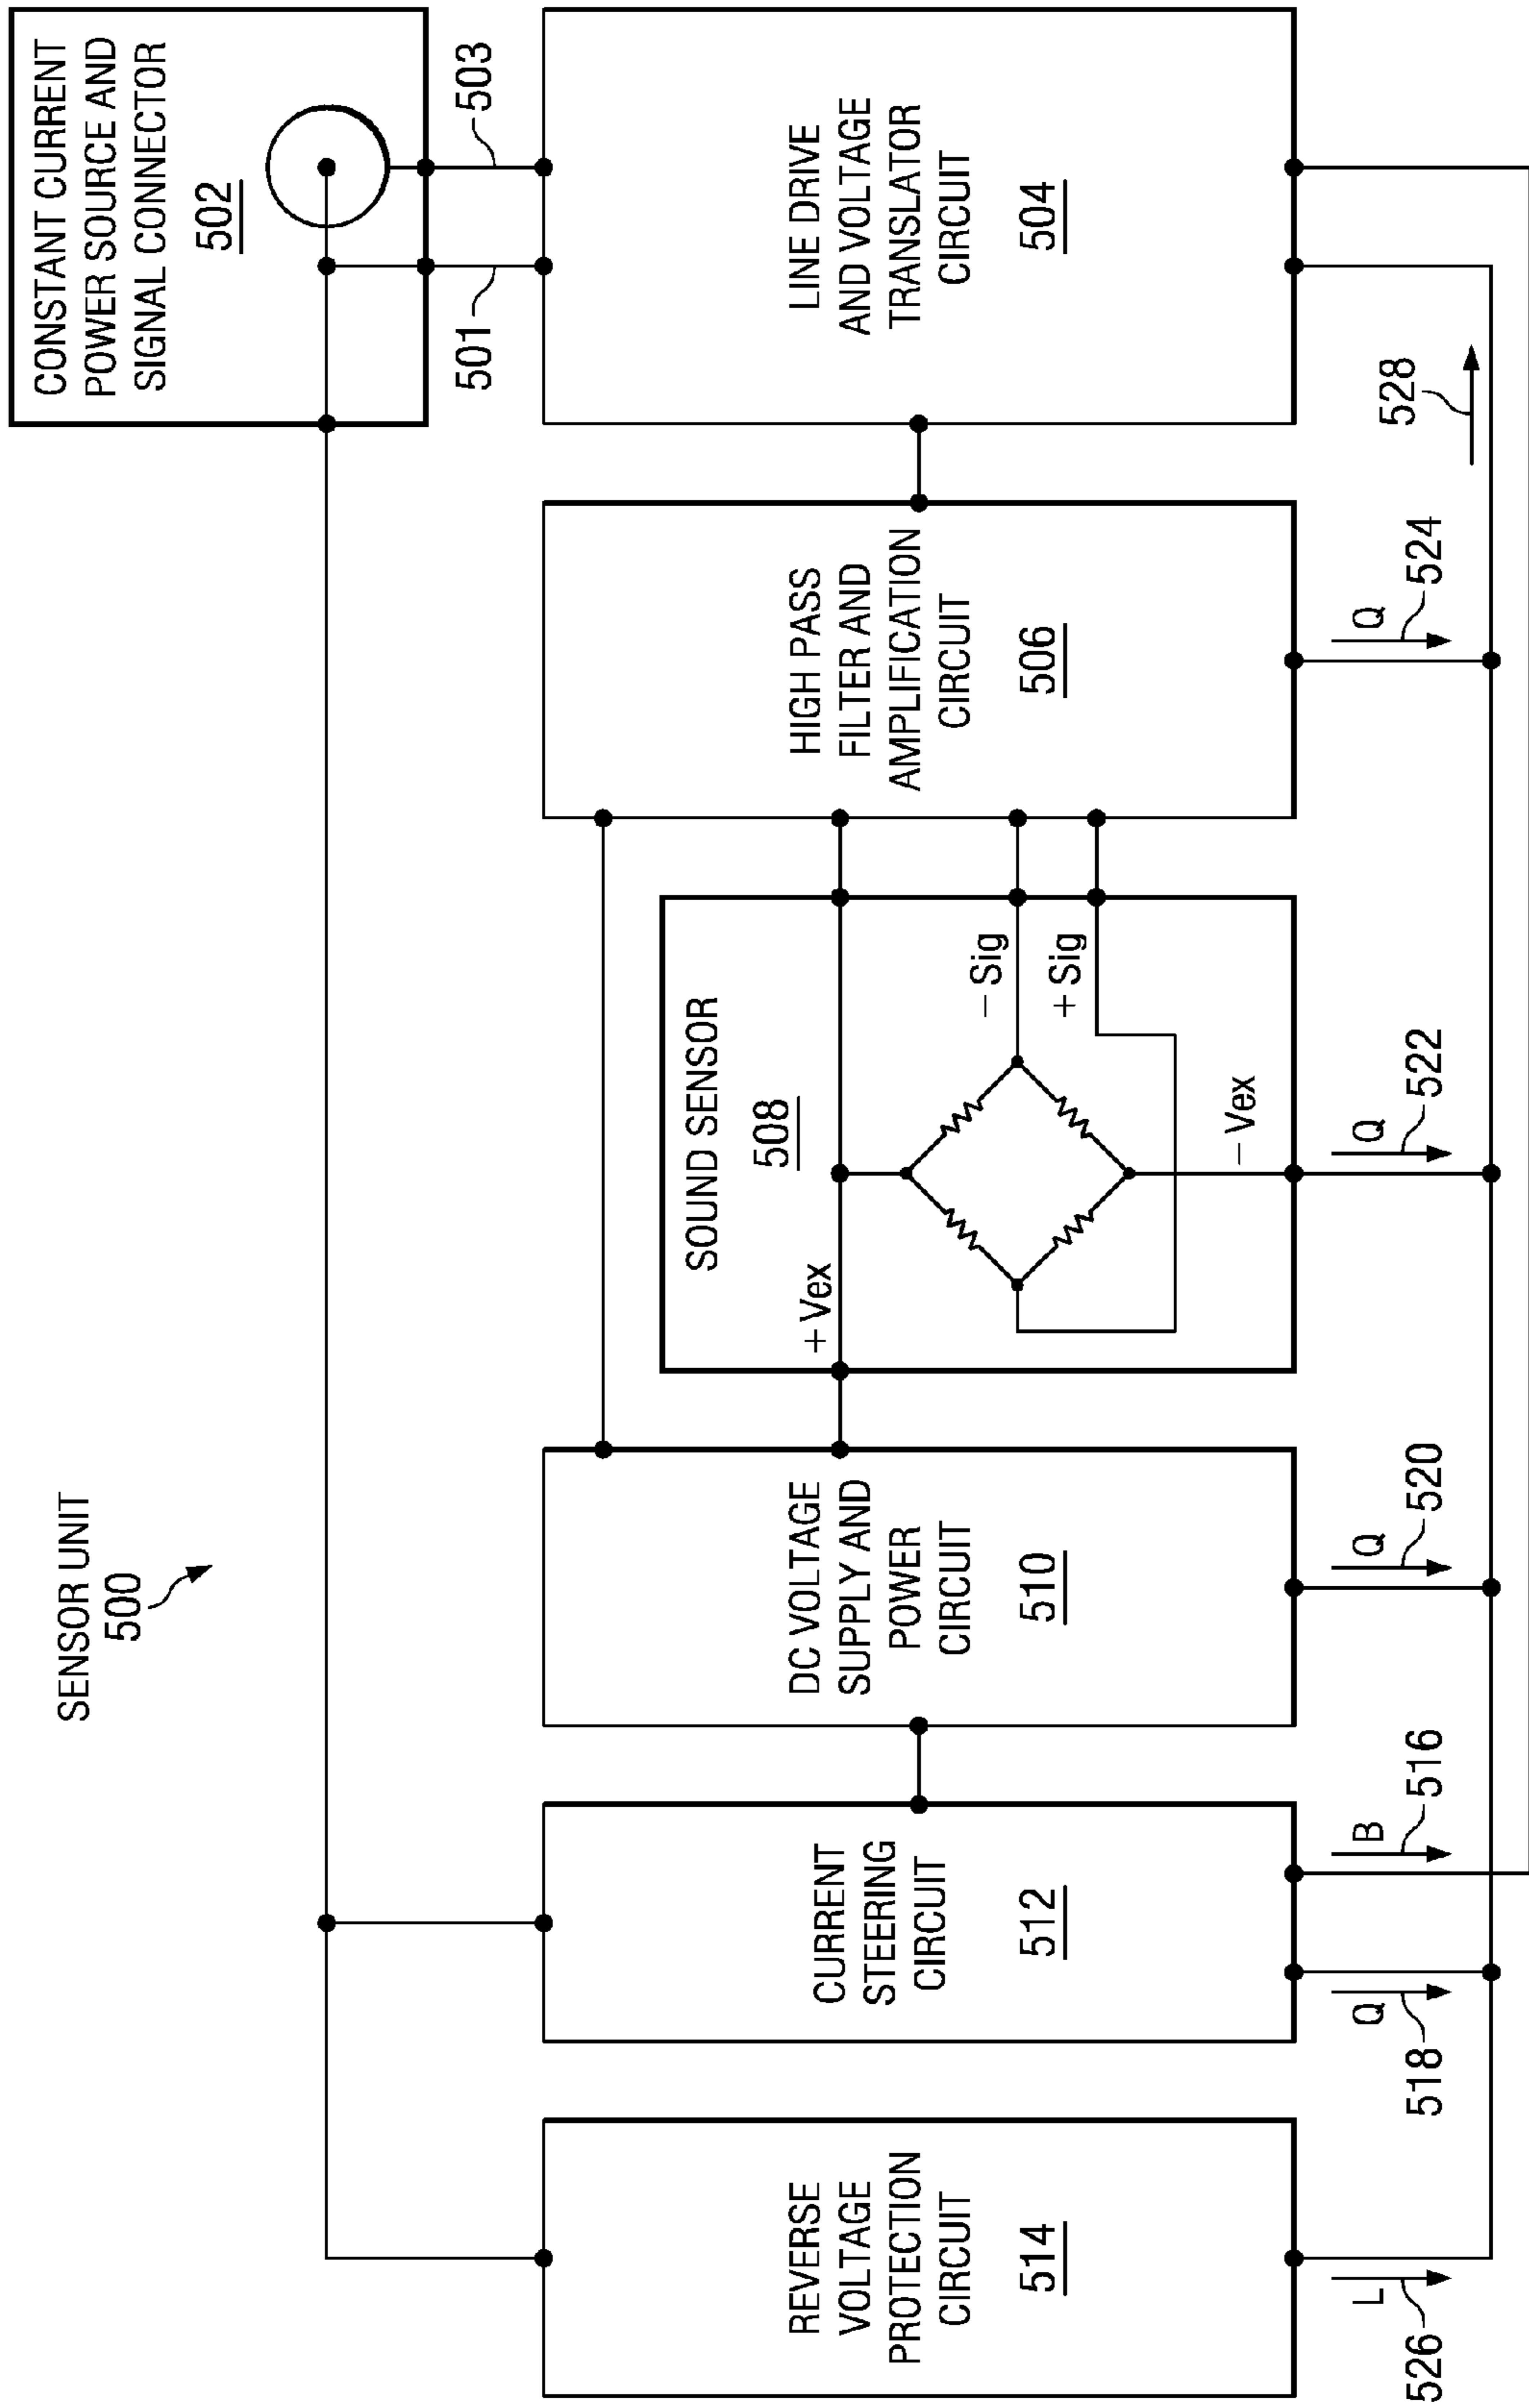 SENSOR UNIT
500
CONSTANT CURRENT
POWER SOURCE AND
SIGNAL CONNECTOR
502
501
503
REVERSE
VOLTAGE
PROTECTION
CIRCUIT
514
CURRENT
STEERING
CIRCUIT
512
DC VOLTAGE
SUPPLY AND
POWER
CIRCUIT
510
SOUND SENSOR
508
+ Vex
− Sig
+ Sig
− Vex
HIGH PASS
FILTER AND
AMPLIFICATION
CIRCUIT
506
LINE DRIVE
AND VOLTAGE
TRANSLATOR
CIRCUIT
504
L
526
Q
518
B
516
Q
520
Q
522
Q
524
528